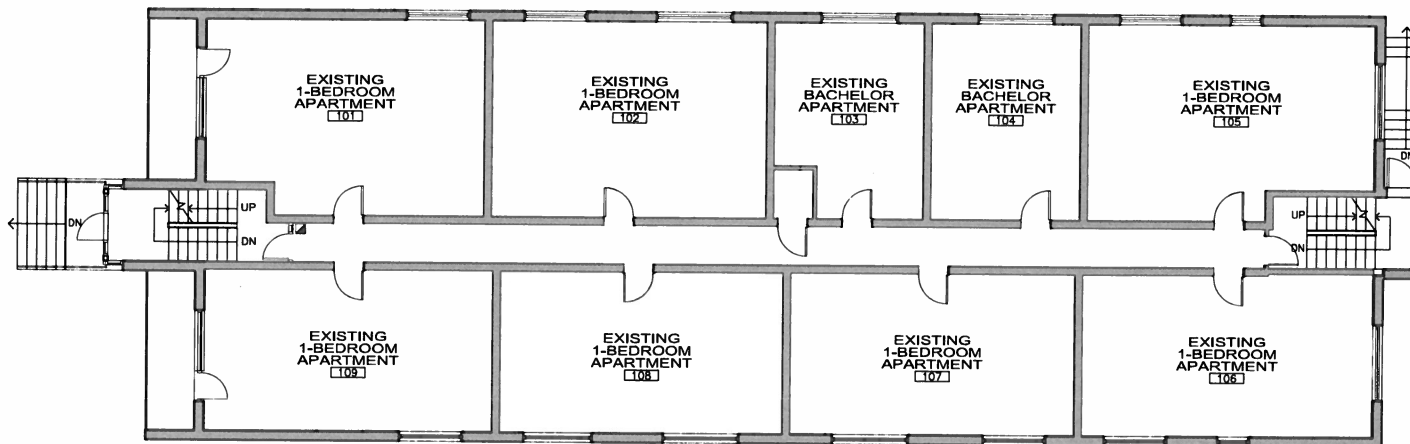 EXISTING
1-BEDROOM
APARTMENT
101
EXISTING
1-BEDROOM
APARTMENT
102
EXISTING
BACHELOR
APARTMENT
103
EXISTING
BACHELOR
APARTMENT
104
EXISTING
1-BEDROOM
APARTMENT
105
DN
DN
UP
DN
UP
DN
EXISTING
1-BEDROOM
APARTMENT
109
EXISTING
1-BEDROOM
APARTMENT
108
EXISTING
1-BEDROOM
APARTMENT
107
EXISTING
1-BEDROOM
APARTMENT
106